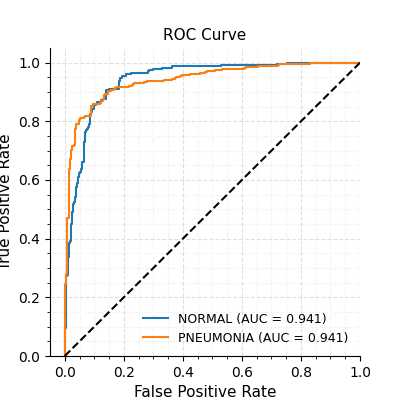 ROC Curve
1.0
0.8
0.6
0.4
0.2
0.0
True Positive Rate
NORMAL (AUC = 0.941)
PNEUMONIA (AUC = 0.941)
0.0 0.2 0.4 0.6 0.8 1.0
False Positive Rate